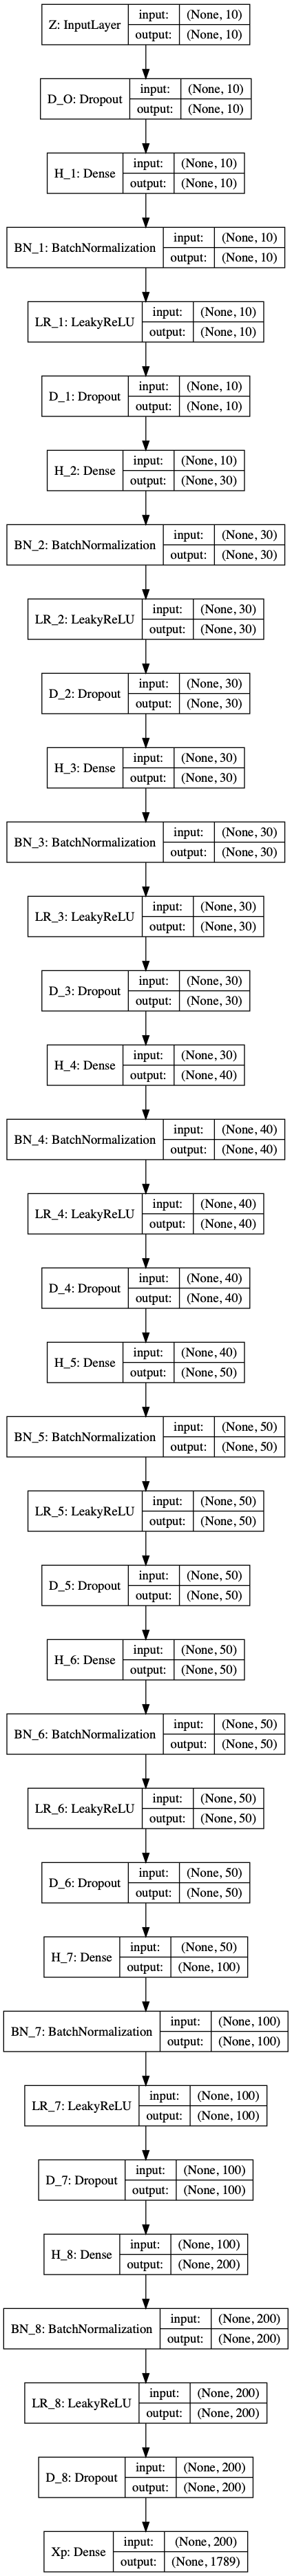 Z: InputLayer input: (None, 10)
output: (None, 10)
D_O: Dropout input: (None, 10)
output: (None, 10)
H_1: Dense input: (None, 10)
output: (None, 10)
BN_1: BatchNormalization input: (None, 10)
output: (None, 10)
LR_1: LeakyReLU input: (None, 10)
output: (None, 10)
D_1: Dropout input: (None, 10)
output: (None, 10)
H_2: Dense input: (None, 10)
output: (None, 30)
BN_2: BatchNormalization input: (None, 30)
output: (None, 30)
LR_2: LeakyReLU input: (None, 30)
output: (None, 30)
D_2: Dropout input: (None, 30)
output: (None, 30)
H_3: Dense input: (None, 30)
output: (None, 30)
BN_3: BatchNormalization input: (None, 30)
output: (None, 30)
LR_3: LeakyReLU input: (None, 30)
output: (None, 30)
D_3: Dropout input: (None, 30)
output: (None, 30)
H_4: Dense input: (None, 30)
output: (None, 40)
BN_4: BatchNormalization input: (None, 40)
output: (None, 40)
LR_4: LeakyReLU input: (None, 40)
output: (None, 40)
D_4: Dropout input: (None, 40)
output: (None, 40)
H_5: Dense input: (None, 40)
output: (None, 50)
BN_5: BatchNormalization input: (None, 50)
output: (None, 50)
LR_5: LeakyReLU input: (None, 50)
output: (None, 50)
D_5: Dropout input: (None, 50)
output: (None, 50)
H_6: Dense input: (None, 50)
output: (None, 50)
BN_6: BatchNormalization input: (None, 50)
output: (None, 50)
LR_6: LeakyReLU input: (None, 50)
output: (None, 50)
D_6: Dropout input: (None, 50)
output: (None, 50)
H_7: Dense input: (None, 50)
output: (None, 100)
BN_7: BatchNormalization input: (None, 100)
output: (None, 100)
LR_7: LeakyReLU input: (None, 100)
output: (None, 100)
D_7: Dropout input: (None, 100)
output: (None, 100)
H_8: Dense input: (None, 100)
output: (None, 200)
BN_8: BatchNormalization input: (None, 200)
output: (None, 200)
LR_8: LeakyReLU input: (None, 200)
output: (None, 200)
D_8: Dropout input: (None, 200)
output: (None, 200)
Xp: Dense input: (None, 200)
output: (None, 1789)